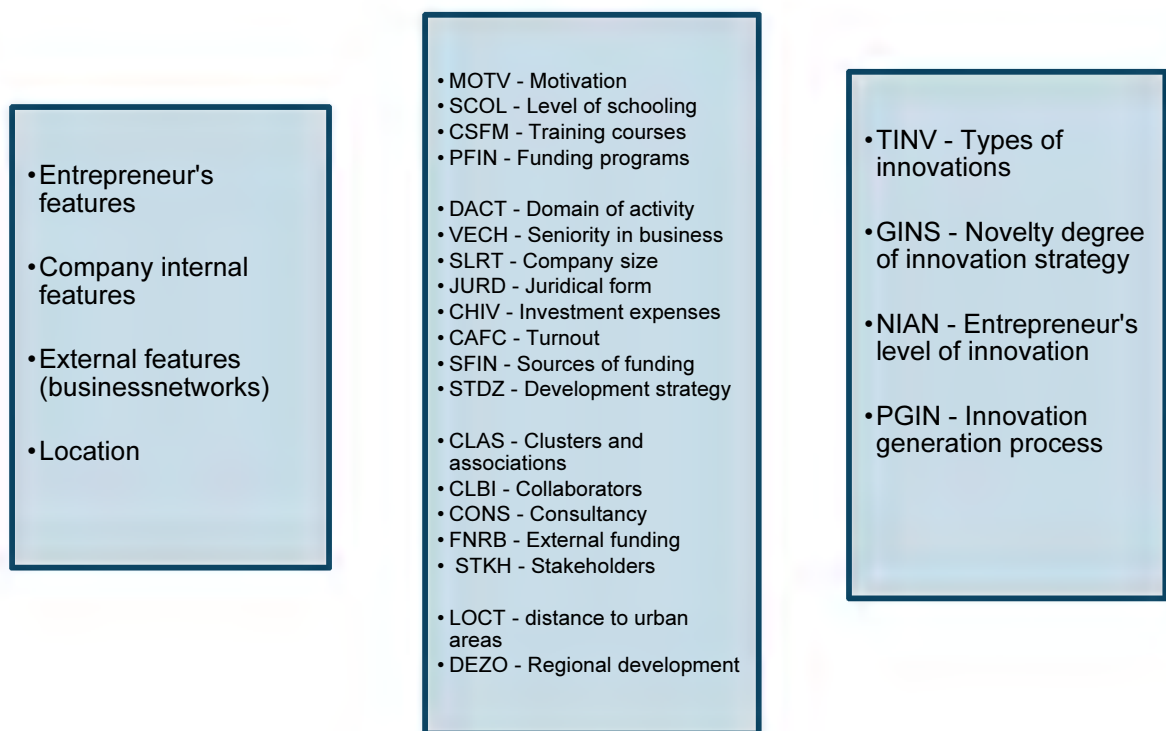 •Entrepreneur's
features
•Company internal
features
•External features
(businessnetworks)
•Location
• MOTV - Motivation
• SCOL - Level of schooling
• CSFM - Training courses
• PFIN - Funding programs
• DACT - Domain of activity
• VECH - Seniority in business
• SLRT - Company size
• JURD - Juridical form
• CHIV - Investment expenses
• CAFC - Turnout
• SFIN - Sources of funding
• STDZ - Development strategy
• CLAS - Clusters and
associations
• CLBI - Collaborators
• CONS - Consultancy
• FNRB - External funding
• STKH - Stakeholders
• LOCT - distance to urban
areas
• DEZO - Regional development
•TINV - Types of
innovations
•GINS - Novelty degree
of innovation strategy
•NIAN - Entrepreneur's
level of innovation
•PGIN - Innovation
generation process